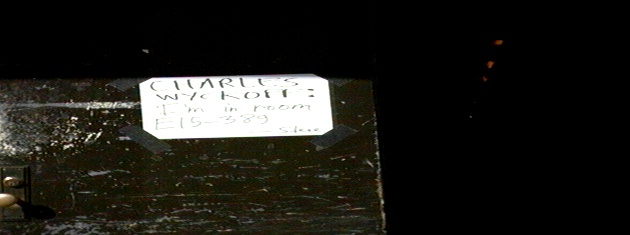 CHARLES
WYCKOFF:
I'm in room
E15-389
- Steve